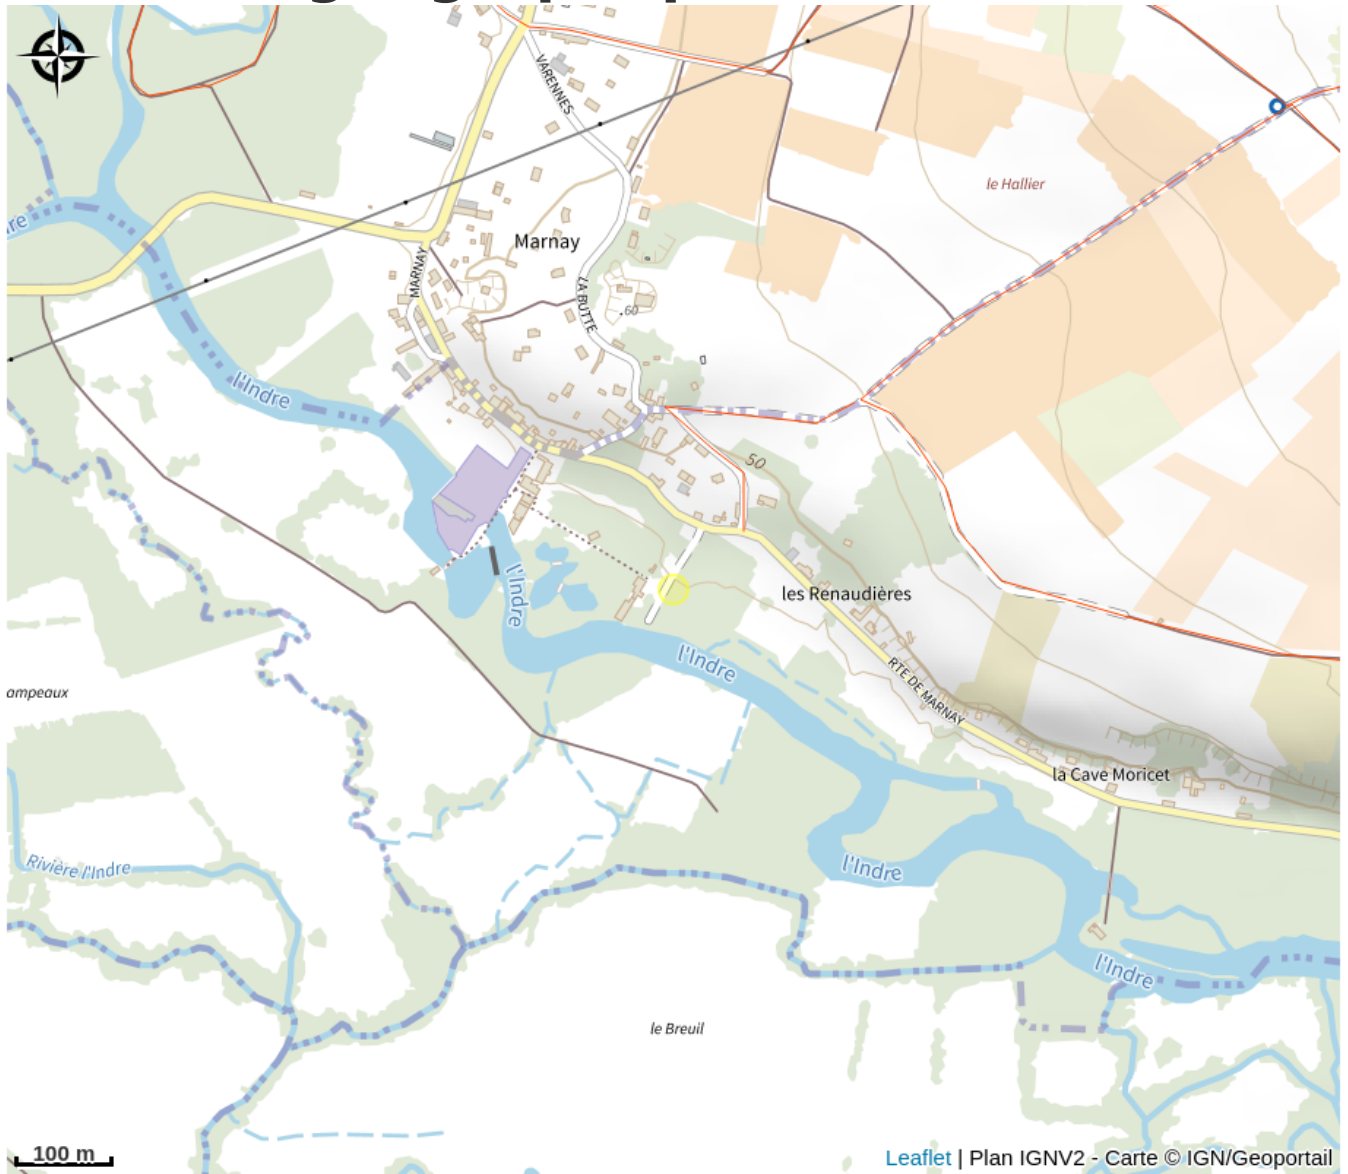 VARENNES
le Hallier
re
Marnay
MARNAY
LA BUTTE
.60
l'Indre
50
l'Indre
les Renaudières
l'Indre
RTE DE MARNAY
ampeaux
la Cave Moricet
l'Indre
Rivière l'Indre
l'Indre
le Breuil
100 m
Leaflet | Plan IGNV2 - Carte © IGN/Geoportail